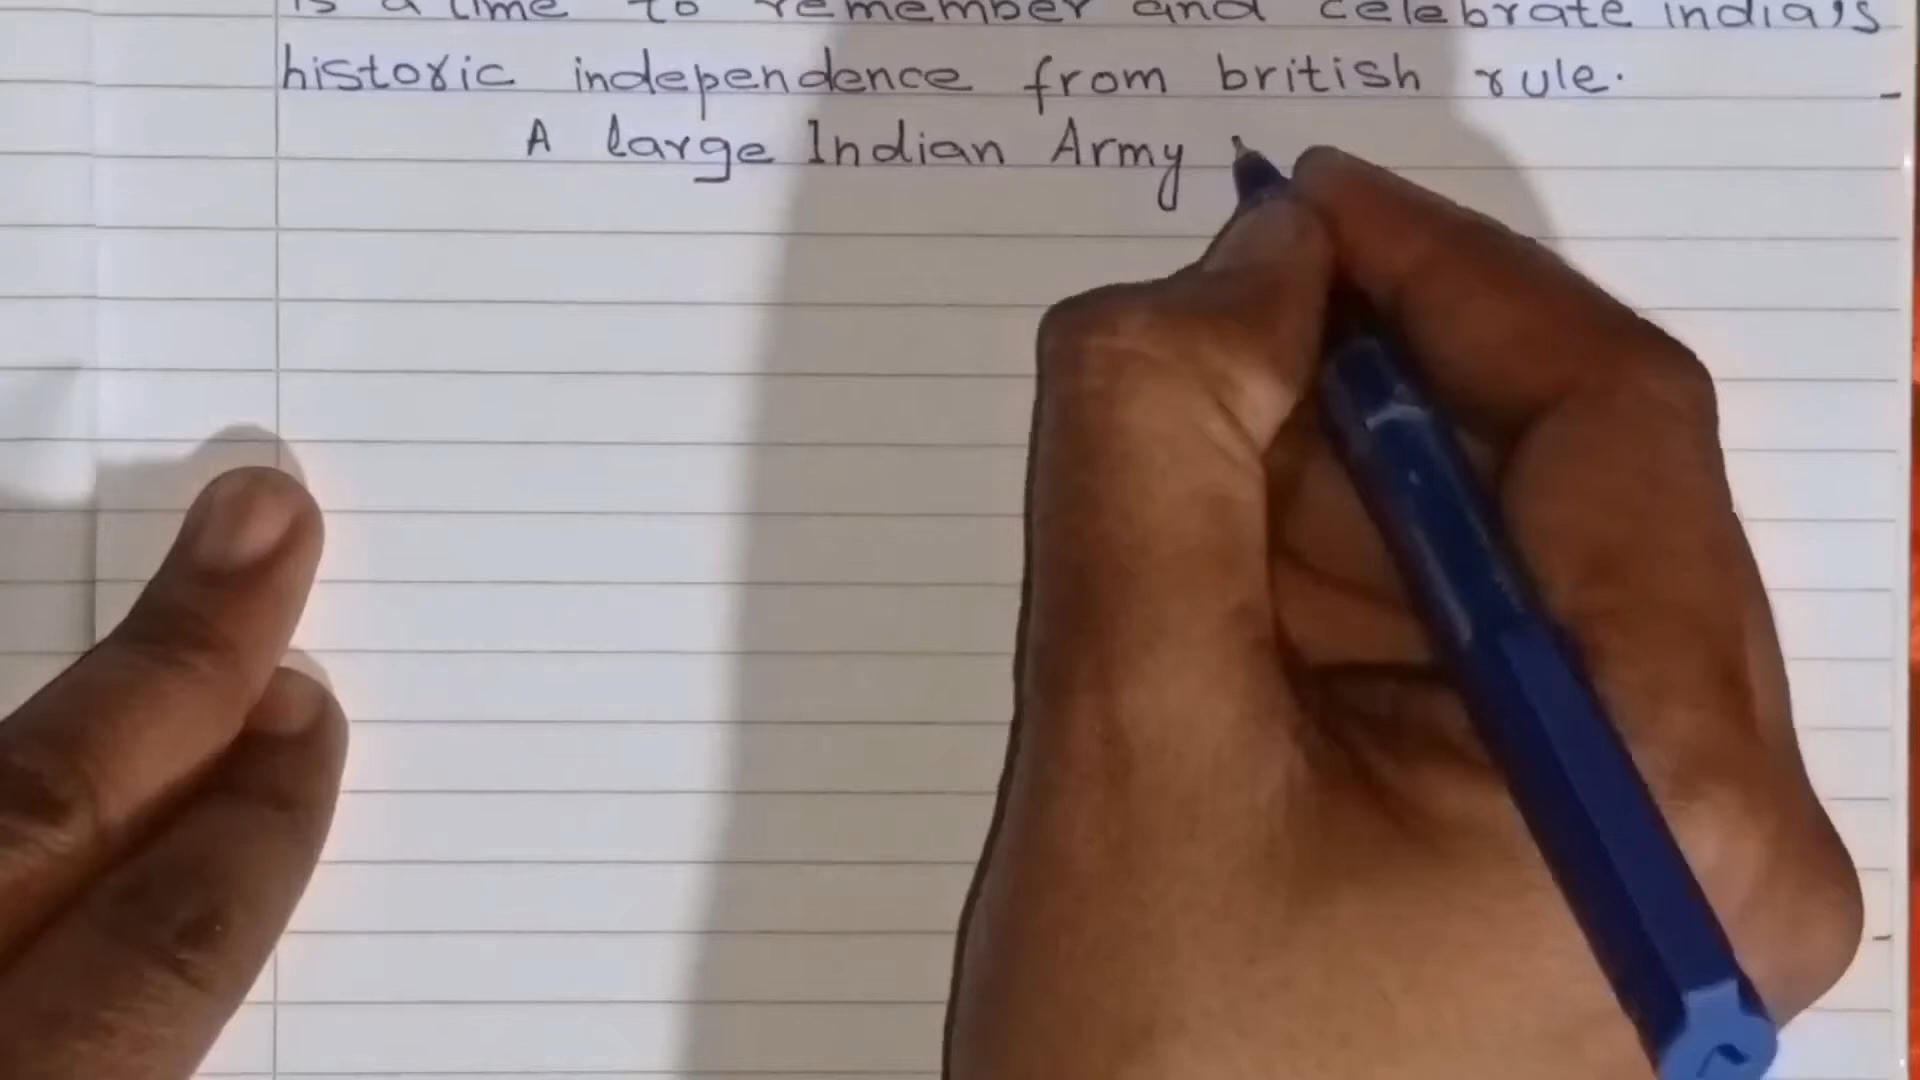 is a time to remember and celebrate india's
historic independence from british rule.
A large Indian Army